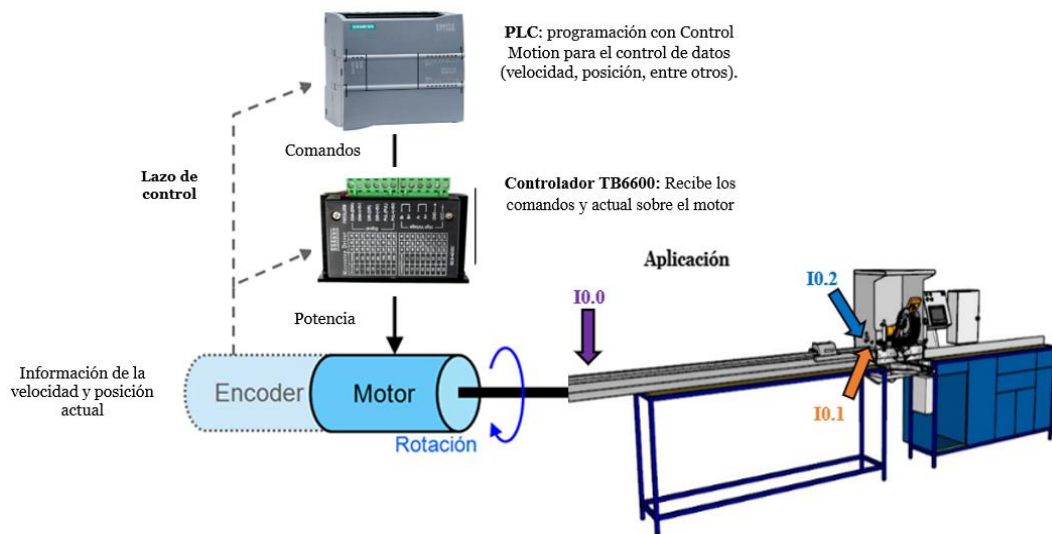 SIEMENS
PLC: programación con Control
Motion para el control de datos
(velocidad, posición, entre otros).
Comandos
Lazo de
control
Controlador TB6600: Recibe los
comandos y actual sobre el motor
Aplicación
I0.2
I0.0
Potencia
I0.1
Información de la
velocidad y posición
actual
Encoder
Motor
Rotación